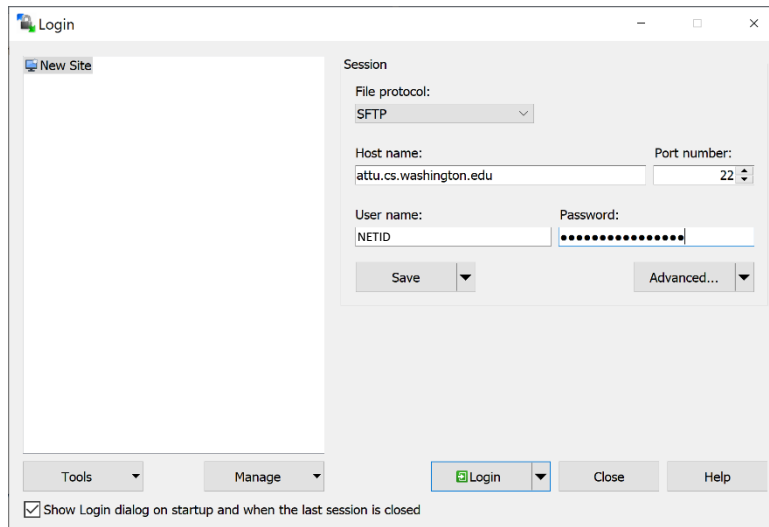 Login
New Site
Session
File protocol:
SFTP
Host name: Port number:
attu.cs.washington.edu 22
User name: Password:
NETID ••••••••••••••••
Save Advanced...
Tools Manage Login Close Help
Show Login dialog on startup and when the last session is closed